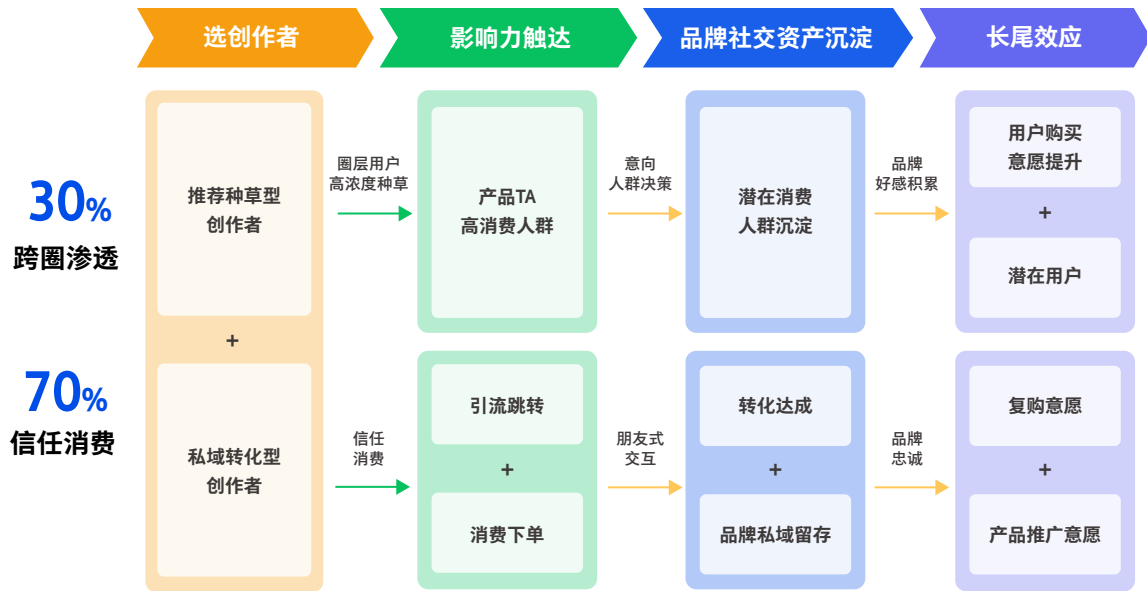 选创作者
影响力触达
品牌社交资产沉淀
长尾效应
30%
跨圈渗透
推荐种草型
创作者
圈层用户
高浓度种草
产品TA
高消费人群
意向
人群决策
潜在消费
人群沉淀
品牌
好感积累
用户购买
意愿提升
+
潜在用户
+
70%
信任消费
私域转化型
创作者
信任
消费
引流跳转
+
消费下单
朋友式
交互
转化达成
+
品牌私域留存
品牌
忠诚
复购意愿
+
产品推广意愿